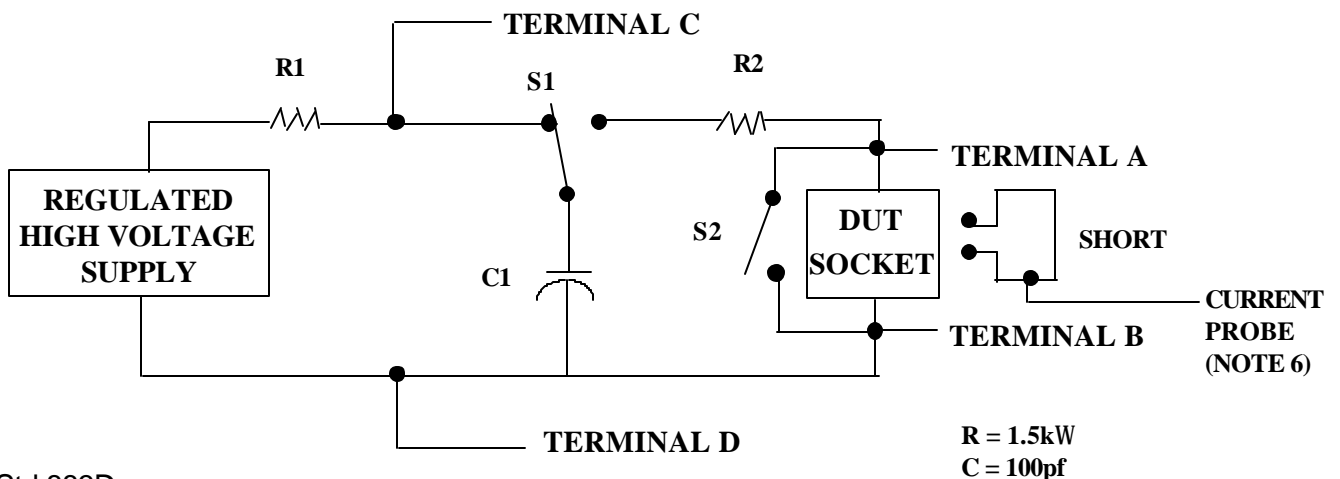 TERMINAL C
R1
S1
R2
TERMINAL A
REGULATED
HIGH VOLTAGE
SUPPLY
S2
DUT
SOCKET
SHORT
C1
CURRENT
PROBE
(NOTE 6)
TERMINAL B
TERMINAL D
R = 1.5kW
C = 100pf